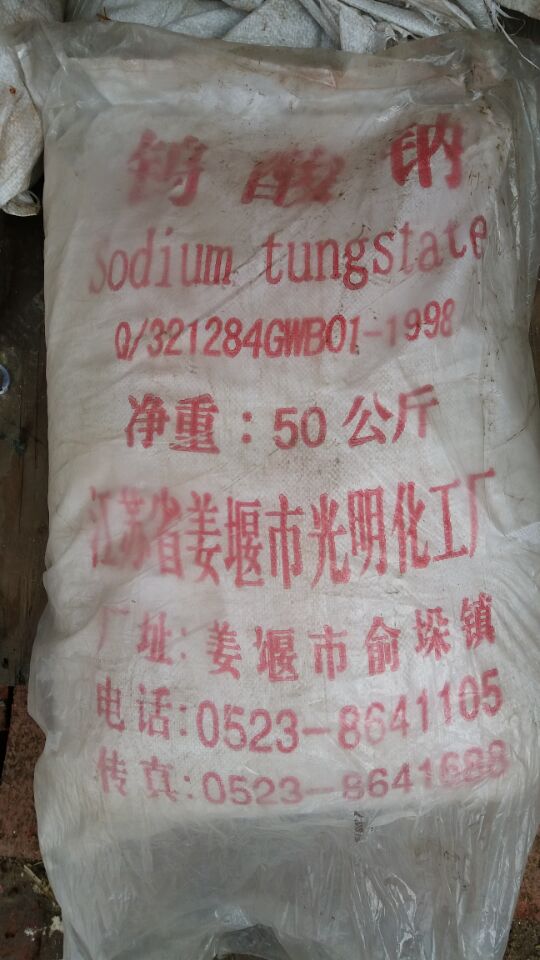 钨酸钠
Sodium tungstate
Q/321284GWB01-1998
净重:50公斤
江苏省姜堰市光明化工厂
厂址:姜堰市俞垛镇
电话:0523-8641105
传真:0523-8641688